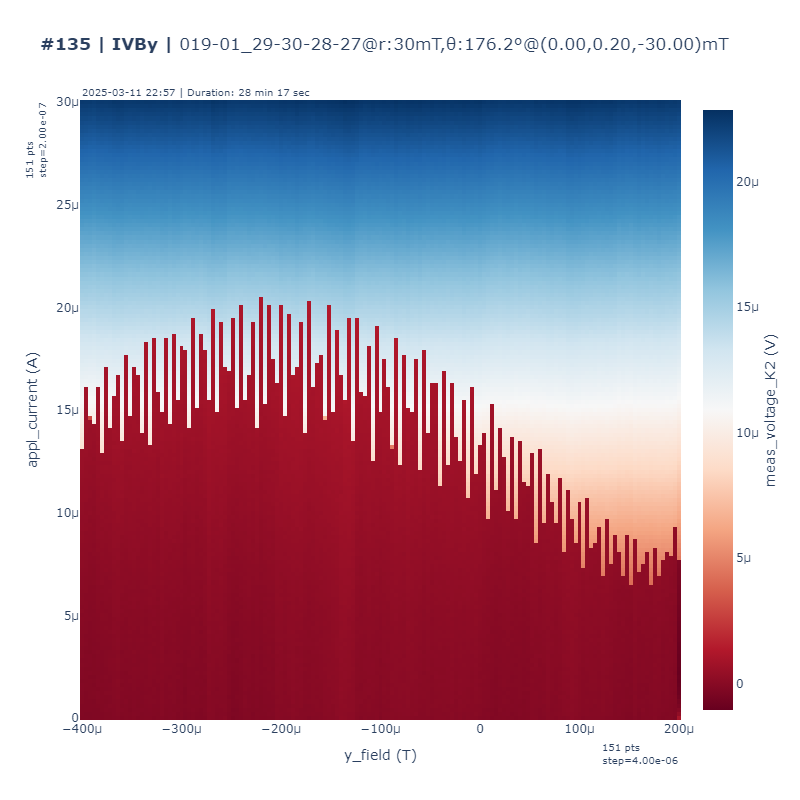 #135 | IVBy | 019-01_29-30-28-27@r:30mT,θ:176.2º@(0.00,0.20,-30.00)mT
2025-03-11 22:57 | Duration: 28 min 17 sec
151 pts
step=2.00e-07
30μ
25μ
20μ
15μ
10μ
5μ
0
appl_current (A)
−400μ
−300μ
−200μ
−100μ
0
100μ
200μ
y_field (T)
151 pts
step=4.00e-06
20μ
15μ
10μ
5μ
0
meas_voltage_K2 (V)